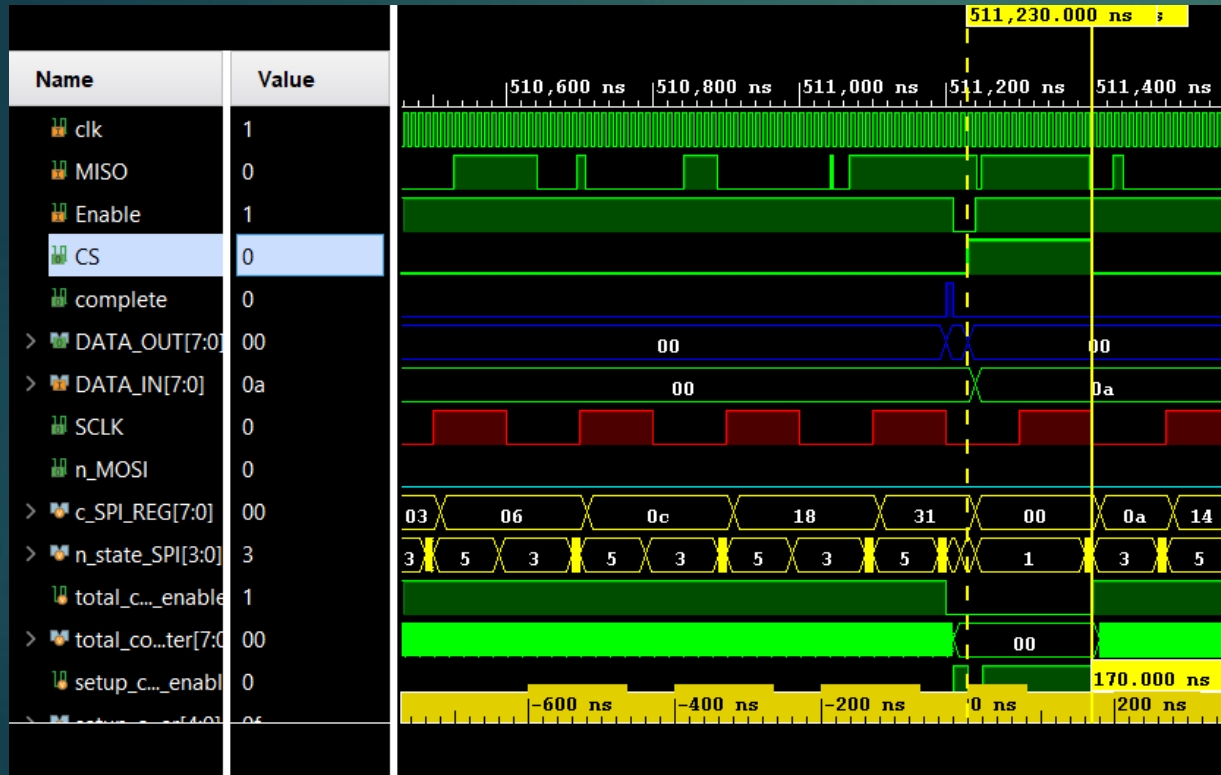 511,230.000 ns s
Name Value
510,600 ns 510,800 ns 511,000 ns 511,200 ns 511,400 ns
clk 1
MISO 0
Enable 1
CS 0
complete 0
DATA_OUT[7:0] 00 00 00
DATA_IN[7:0] 0a 00 0a
SCLK 0
n_MOSI 0
c_SPI_REG[7:0] 00 03 06 0c 18 31 00 0a 14
n_state_SPI[3:0] 3 3 5 3 5 3 5 3 5 1 3 5
total_c..._enable 1
total_co...ter[7:0 00 00
setup_c..._enabl 0 170.000 ns
-600 ns -400 ns -200 ns 0 ns 200 ns